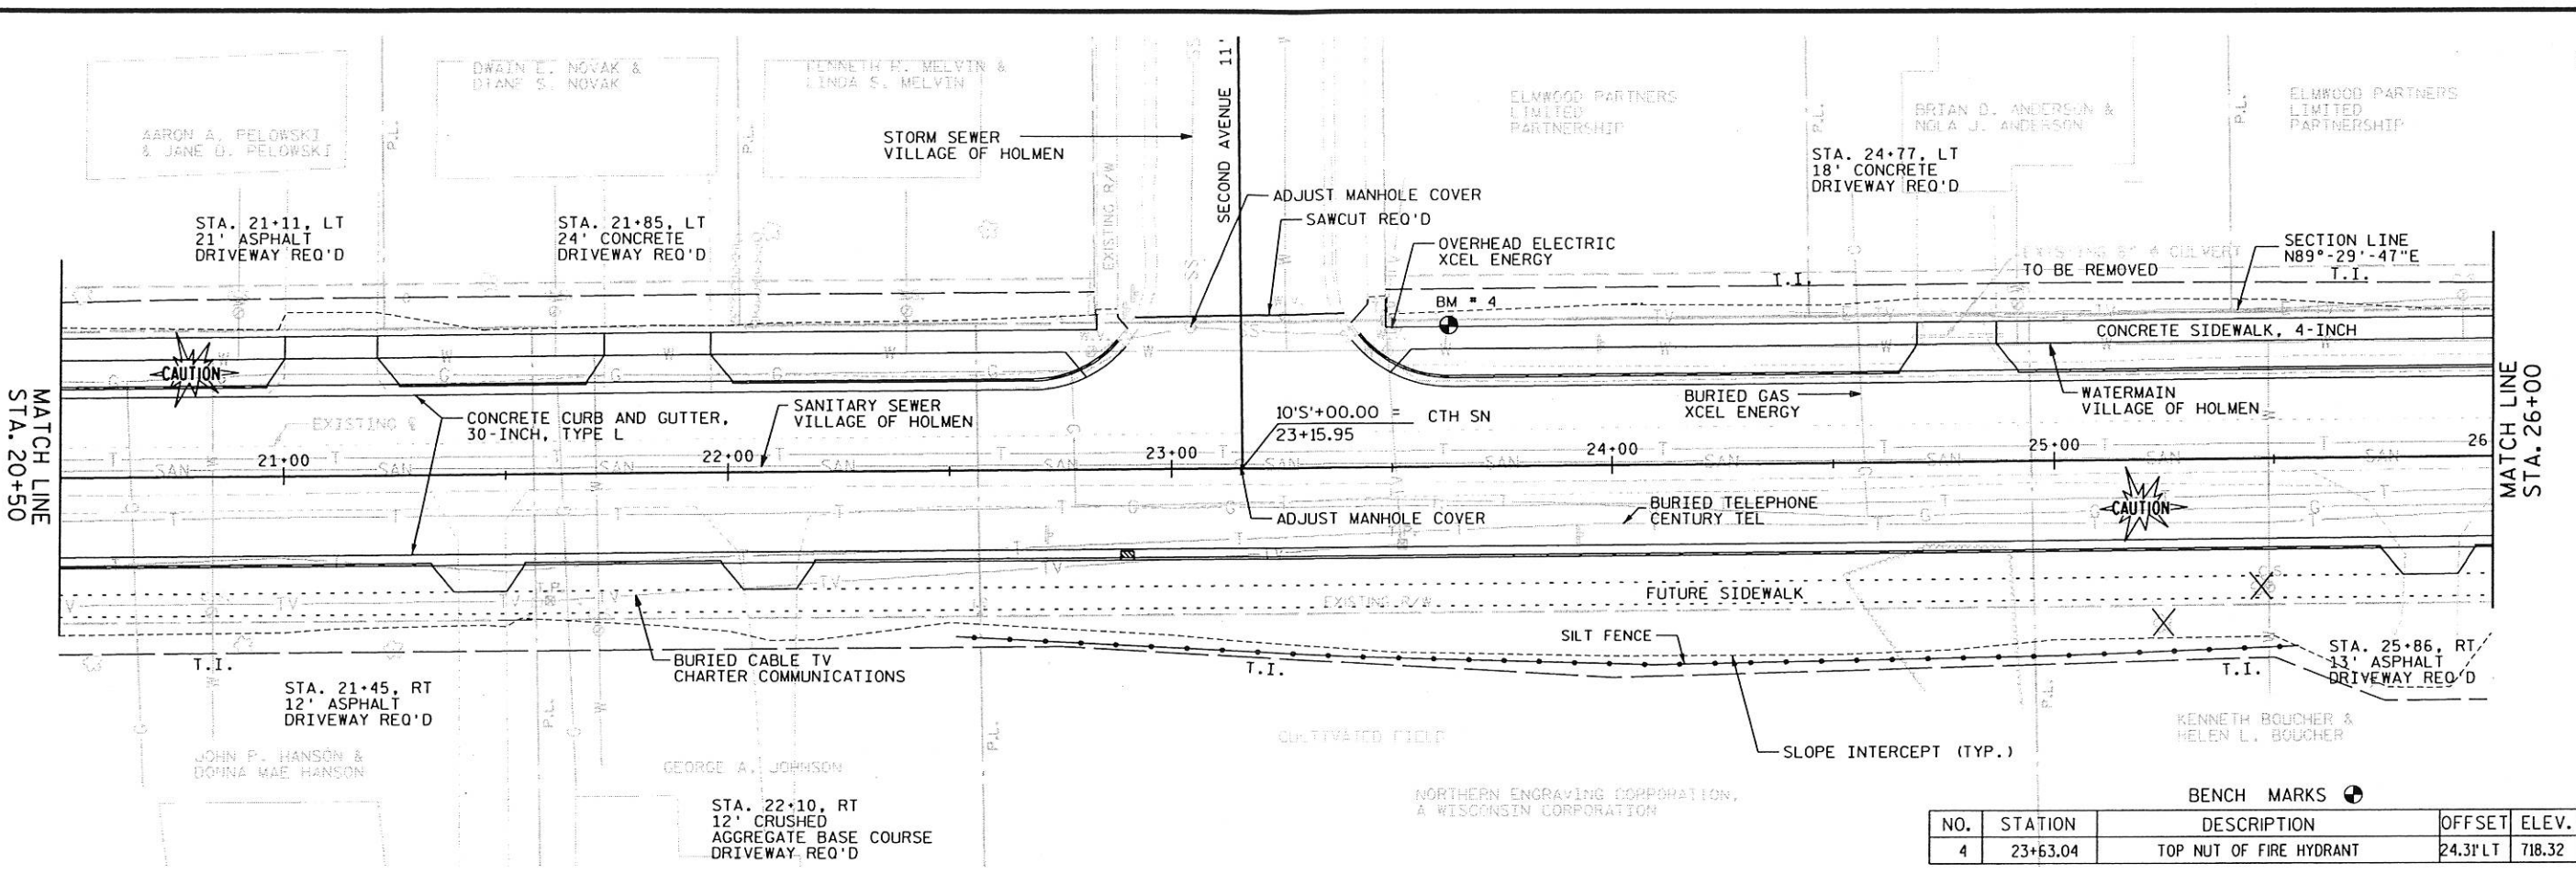 DWAIN E. NOVAK &
DIANE S. NOVAK
KENNETH R. MELVIN &
LINDA S. MELVIN
AARON A. PELOWSKI
& JANE O. PELOWSKI
P.L.
P.L.
STORM SEWER
VILLAGE OF HOLMEN
EXISTING R/W
SS
SS
SECOND AVENUE 11'
ELMWOOD PARTNERS
LIMITED
PARTNERSHIP
P.L.
BRIAN D. ANDERSON &
NOLA J. ANDERSON
P.L.
ELMWOOD PARTNERS
LIMITED
PARTNERSHIP
STA. 21+11, LT
21' ASPHALT
DRIVEWAY REQ'D
STA. 21+85, LT
24' CONCRETE
DRIVEWAY REQ'D
ADJUST MANHOLE COVER
SAWCUT REQ'D
OVERHEAD ELECTRIC
XCEL ENERGY
BM # 4
STA. 24+77, LT
18' CONCRETE
DRIVEWAY REQ'D
TO BE REMOVED
T.I.
SECTION LINE
N89°-29'-47"E
T.I.
CONCRETE SIDEWALK, 4-INCH
CAUTION
MATCH LINE
STA. 20+50
EXISTING
CONCRETE CURB AND GUTTER,
30-INCH, TYPE L
SANITARY SEWER
VILLAGE OF HOLMEN
10'S'+00.00 = CTH SN
23+15.95
BURIED GAS
XCEL ENERGY
WATERMAIN
VILLAGE OF HOLMEN
MATCH LINE
STA. 26+00
21+00
22+00
23+00
24+00
25+00
26
ADJUST MANHOLE COVER
BURIED TELEPHONE
CENTURY TEL
CAUTION
EXISTING R/W
FUTURE SIDEWALK
SILT FENCE
T.I.
BURIED CABLE TV
CHARTER COMMUNICATIONS
T.I.
T.I.
STA. 25+86, RT
13' ASPHALT
DRIVEWAY REQ'D
STA. 21+45, RT
12' ASPHALT
DRIVEWAY REQ'D
P.L.
P.L.
P.L.
CULTIVATED FIELD
SLOPE INTERCEPT (TYP.)
KENNETH BOUCHER &
HELEN L. BOUCHER
JOHN P. HANSON &
DONNA MAE HANSON
GEORGE A. JOHNSON
STA. 22+10, RT
12' CRUSHED
AGGREGATE BASE COURSE
DRIVEWAY REQ'D
NORTHERN ENGRAVING CORPORATION,
A WISCONSIN CORPORATION
BENCH MARKS
NO. STATION DESCRIPTION OFFSET ELEV.
4 23+63.04 TOP NUT OF FIRE HYDRANT 24.31' LT 718.32